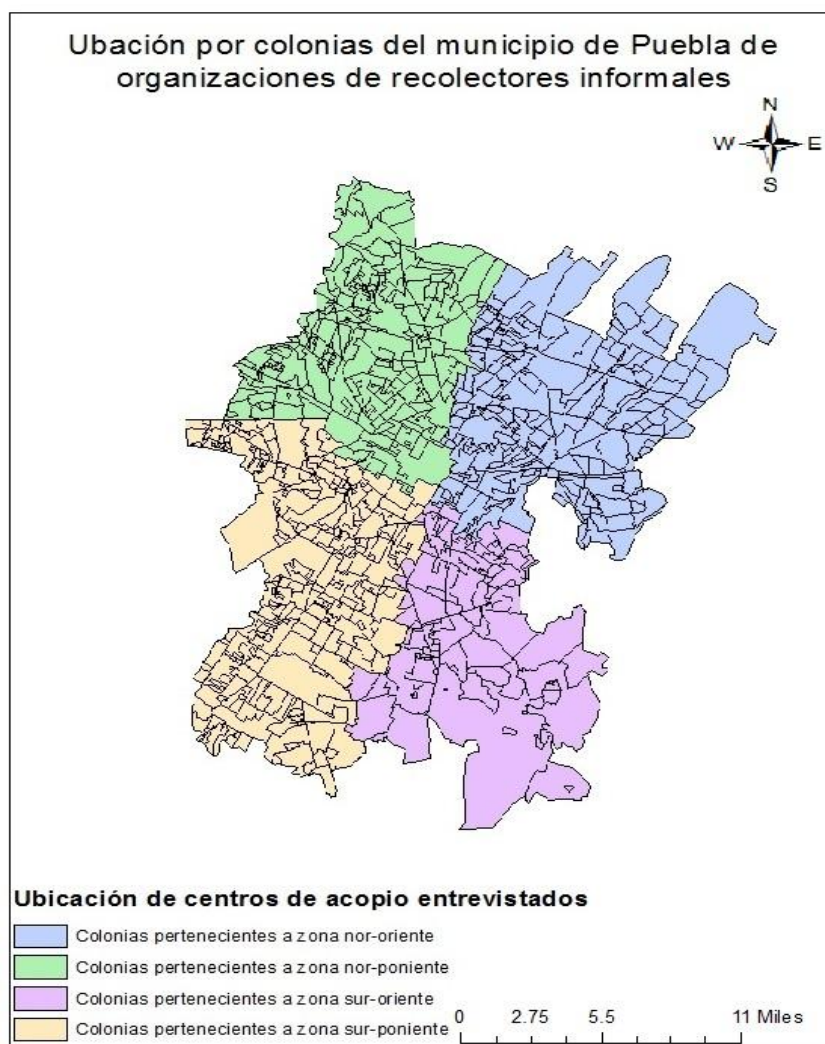 Ubación por colonias del municipio de Puebla de
organizaciones de recolectores informales
N
W E
S
Ubicación de centros de acopio entrevistados
Colonias pertenecientes a zona nor-oriente
Colonias pertenecientes a zona nor-poniente
Colonias pertenecientes a zona sur-oriente
Colonias pertenecientes a zona sur-poniente
0 2.75 5.5 11 Miles